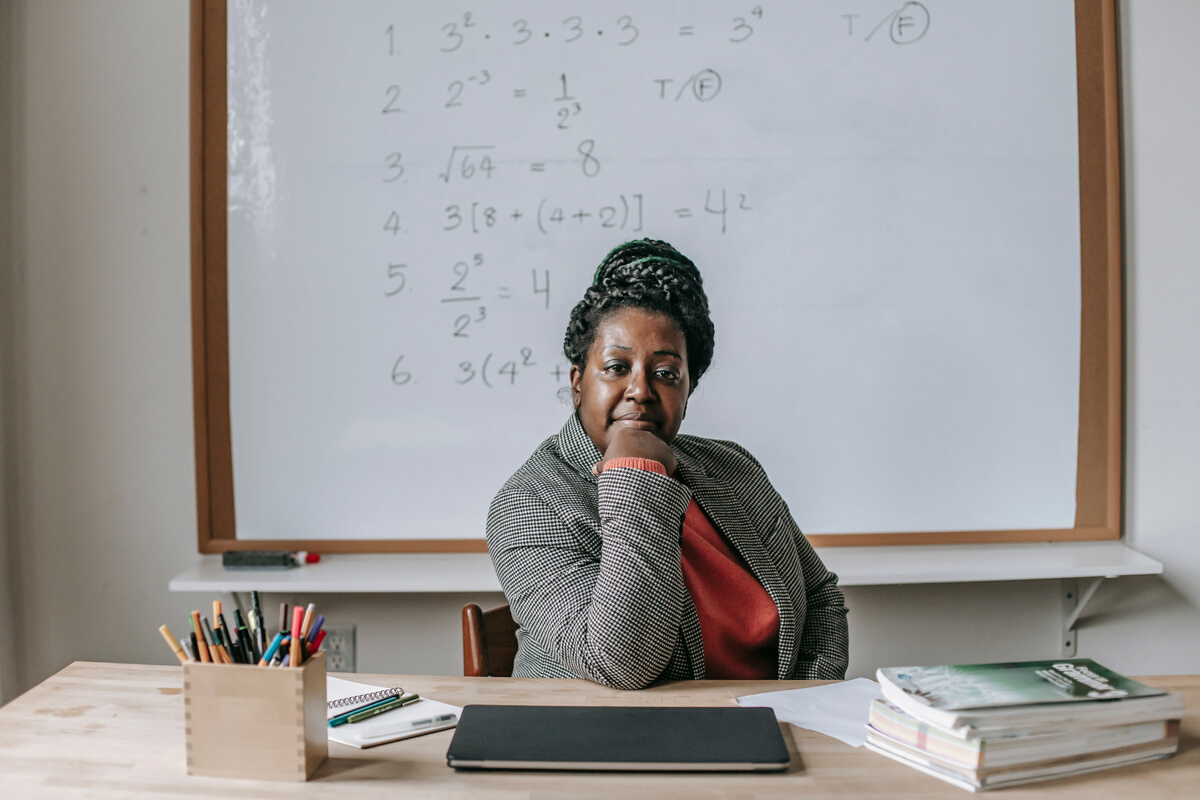 1. 3² · 3 · 3 · 3 = 3⁴ T/F
2 2⁻³ = 1/2³ T/F
3. √64 = 8
4. 3[8 + (4+2)] = 4²
5. 2⁵/2³ = 4
6. 3(4² +